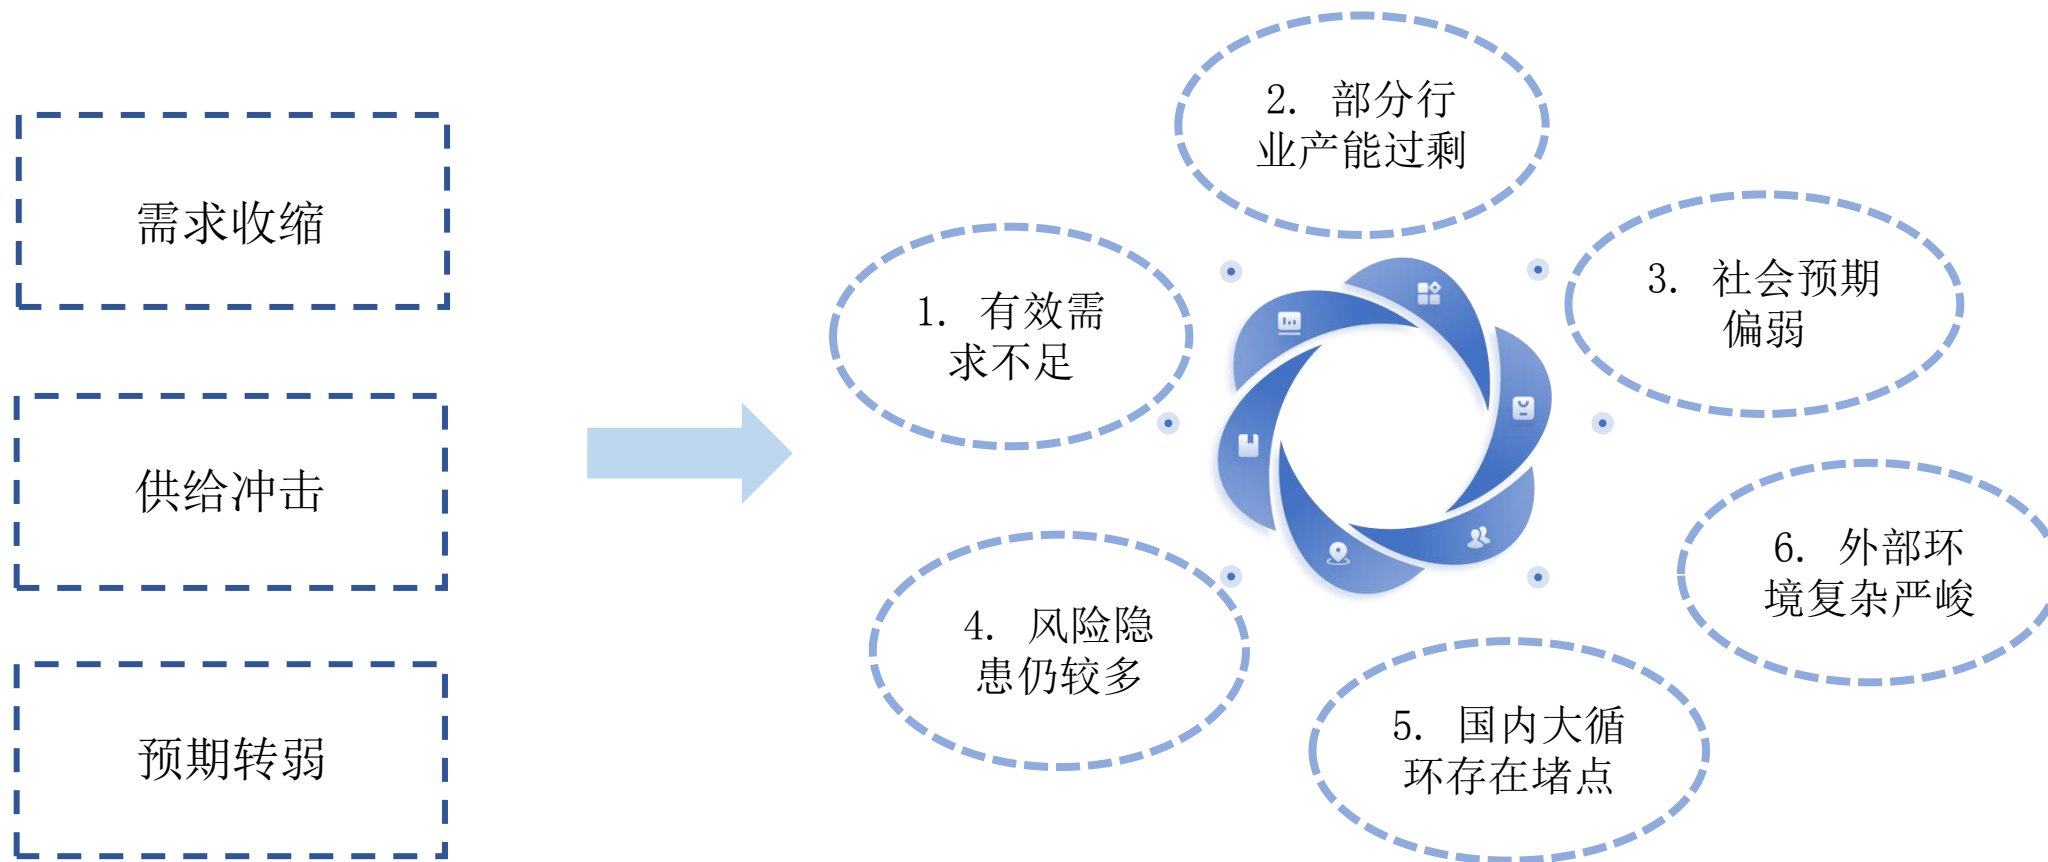 需求收缩
供给冲击
预期转弱
1. 有效需
求不足
2. 部分行
业产能过剩
3. 社会预期
偏弱
4. 风险隐
患仍较多
5. 国内大循
环存在堵点
6. 外部环
境复杂严峻